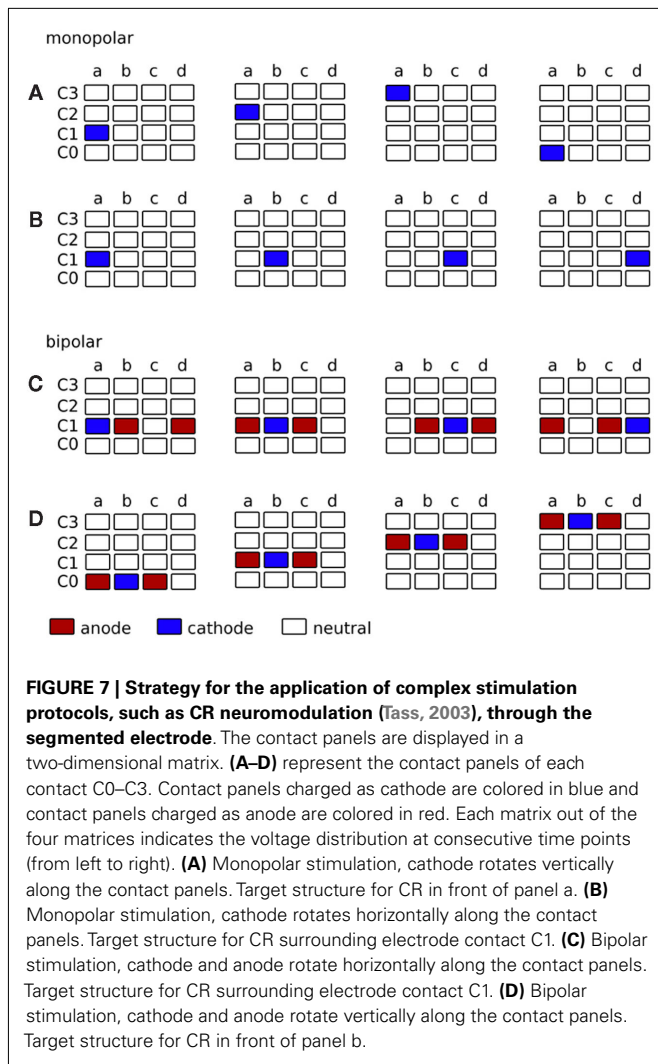 monopolar
a b c d a b c d a b c d a b c d
A C3
C2
C1
C0
a b c d a b c d a b c d a b c d
B C3
C2
C1
C0
bipolar
a b c d a b c d a b c d a b c d
C C3
C2
C1
C0
a b c d a b c d a b c d a b c d
D C3
C2
C1
C0
anode cathode neutral
FIGURE 7 | Strategy for the application of complex stimulation
protocols, such as CR neuromodulation (Tass, 2003), through the
segmented electrode. The contact panels are displayed in a
two-dimensional matrix. (A–D) represent the contact panels of each
contact C0–C3. Contact panels charged as cathode are colored in blue and
contact panels charged as anode are colored in red. Each matrix out of the
four matrices indicates the voltage distribution at consecutive time points
(from left to right). (A) Monopolar stimulation, cathode rotates vertically
along the contact panels. Target structure for CR in front of panel a. (B)
Monopolar stimulation, cathode rotates horizontally along the contact
panels. Target structure for CR surrounding electrode contact C1. (C) Bipolar
stimulation, cathode and anode rotate horizontally along the contact panels.
Target structure for CR surrounding electrode contact C1. (D) Bipolar
stimulation, cathode and anode rotate vertically along the contact panels.
Target structure for CR in front of panel b.